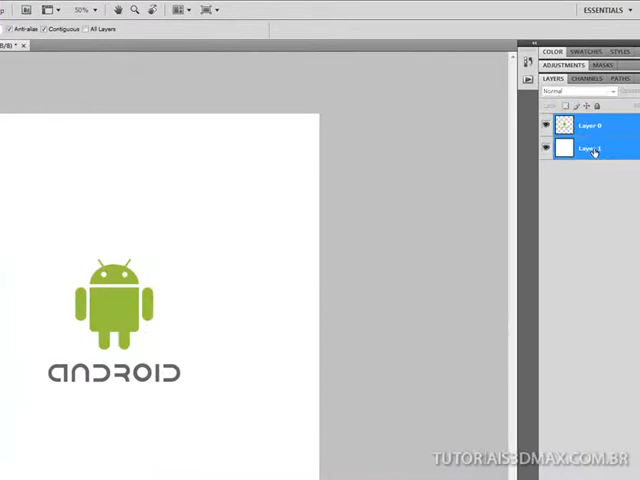 50%
ESSENTIALS
Anti-alias Contiguous All Layers
COLOR SWATCHES STYLES
ADJUSTMENTS MASKS
LAYERS CHANNELS PATHS
Normal
Layer 0
Layer 1
ANDROID
TUTORIAIS3DMAX.COM.BR